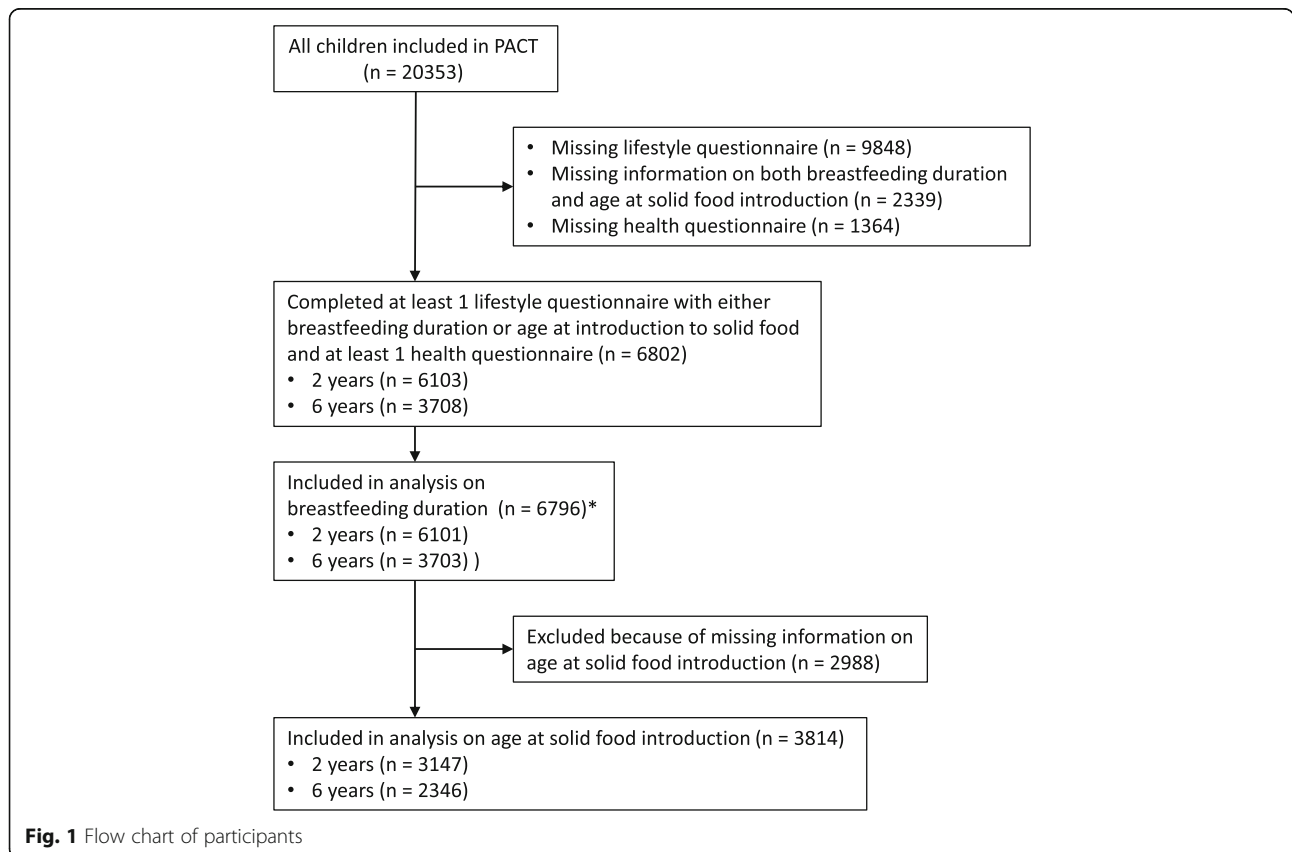 All children included in PACT
(n = 20353)
• Missing lifestyle questionnaire (n = 9848)
• Missing information on both breastfeeding duration
and age at solid food introduction (n = 2339)
• Missing health questionnaire (n = 1364)
Completed at least 1 lifestyle questionnaire with either
breastfeeding duration or age at introduction to solid food
and at least 1 health questionnaire (n = 6802)
• 2 years (n = 6103)
• 6 years (n = 3708)
Included in analysis on
breastfeeding duration (n = 6796)*
• 2 years (n = 6101)
• 6 years (n = 3703) )
Excluded because of missing information on
age at solid food introduction (n = 2988)
Included in analysis on age at solid food introduction (n = 3814)
• 2 years (n = 3147)
• 6 years (n = 2346)
Fig. 1 Flow chart of participants